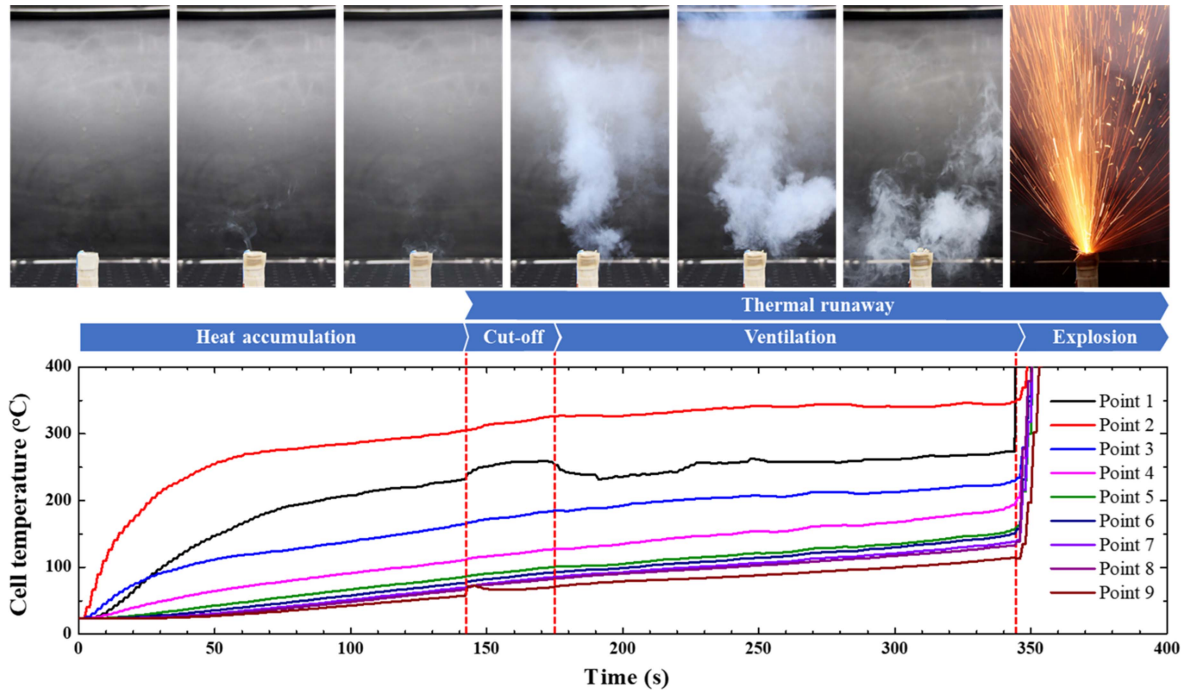 Thermal runaway
Heat accumulation Cut-off Ventilation Explosion
400
300
200
100
0
Cell temperature (°C)
Point 1
Point 2
Point 3
Point 4
Point 5
Point 6
Point 7
Point 8
Point 9
0 50 100 150 200 250 300 350 400
Time (s)